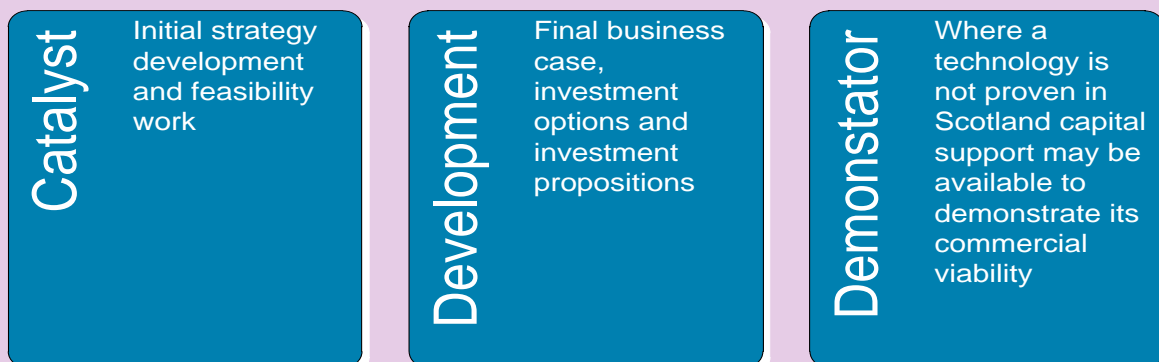 Catalyst
Initial strategy
development
and feasibility
work
Development
Final business
case,
investment
options and
investment
propositions
Demonstator
Where a
technology is
not proven in
Scotland capital
support may be
available to
demonstrate its
commercial
viability